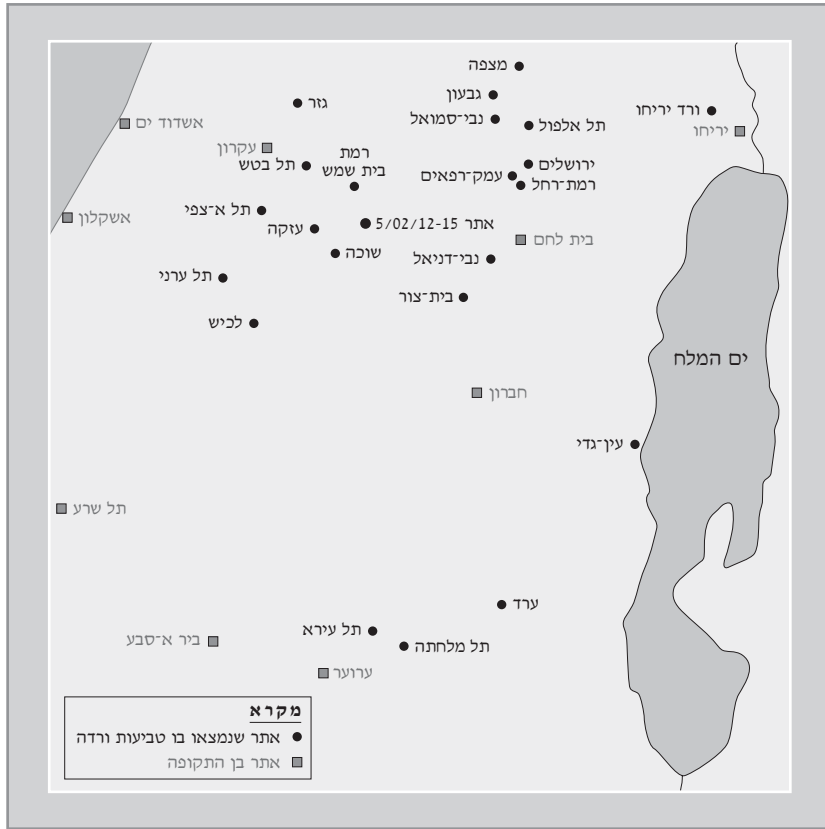 מצפה
גבעון
גזר
נבי-סמואל
ורד יריחו
אשדוד ים
תל אלפול
יריחו
עקרון
רמת
בית שמש
תל בטש
ירושלים
עמק-רפאים
רמת-רחל
תל א-צפי
אשקלון
אתר 5/02/12-15
עזקה
בית לחם
שוכה
נבי-דניאל
תל ערני
בית-צור
לכיש
ים המלח
חברון
עין-גדי
תל שרע
ערד
תל עירא
ביר א-סבע
תל מלחתה
ערוער
מקרא
אתר שנמצאו בו טביעות ורדה
אתר בן התקופה